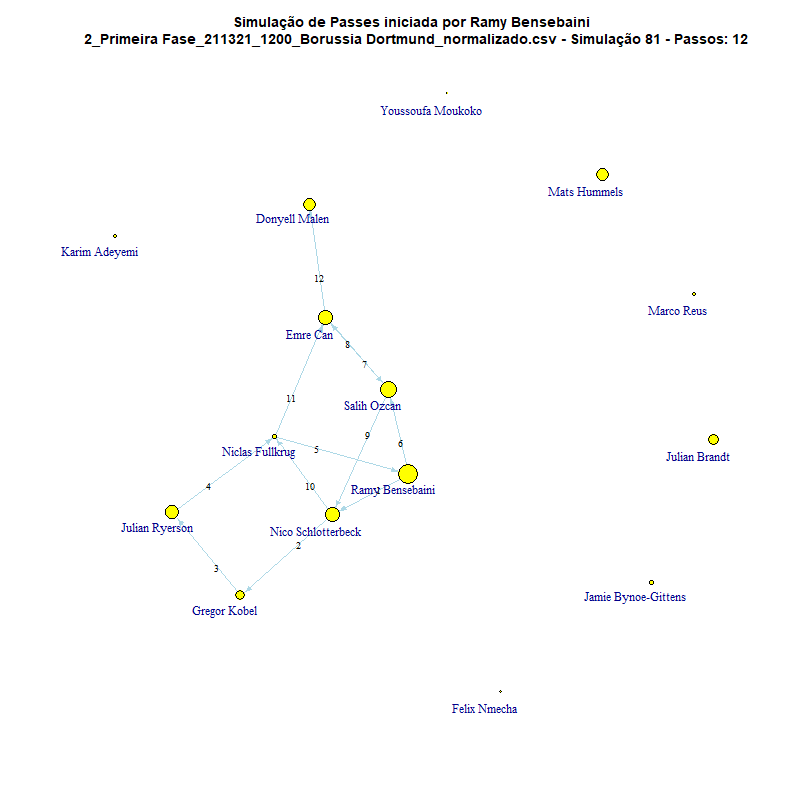 Simulação de Passes iniciada por Ramy Bensebaini
2_Primeira Fase_211321_1200_Borussia Dortmund_normalizado.csv - Simulação 81 - Passos: 12
Youssoufa Moukoko
Mats Hummels
Donyell Malen
Karim Adeyemi
12
Marco Reus
Emre Can
8
7
11
Salih Ozcan
9
6
Niclas Fullkrug
5
Julian Brandt
4
10
Ramy Bensebaini
1
Julian Ryerson
Nico Schlotterbeck
2
3
Jamie Bynoe-Gittens
Gregor Kobel
Felix Nmecha